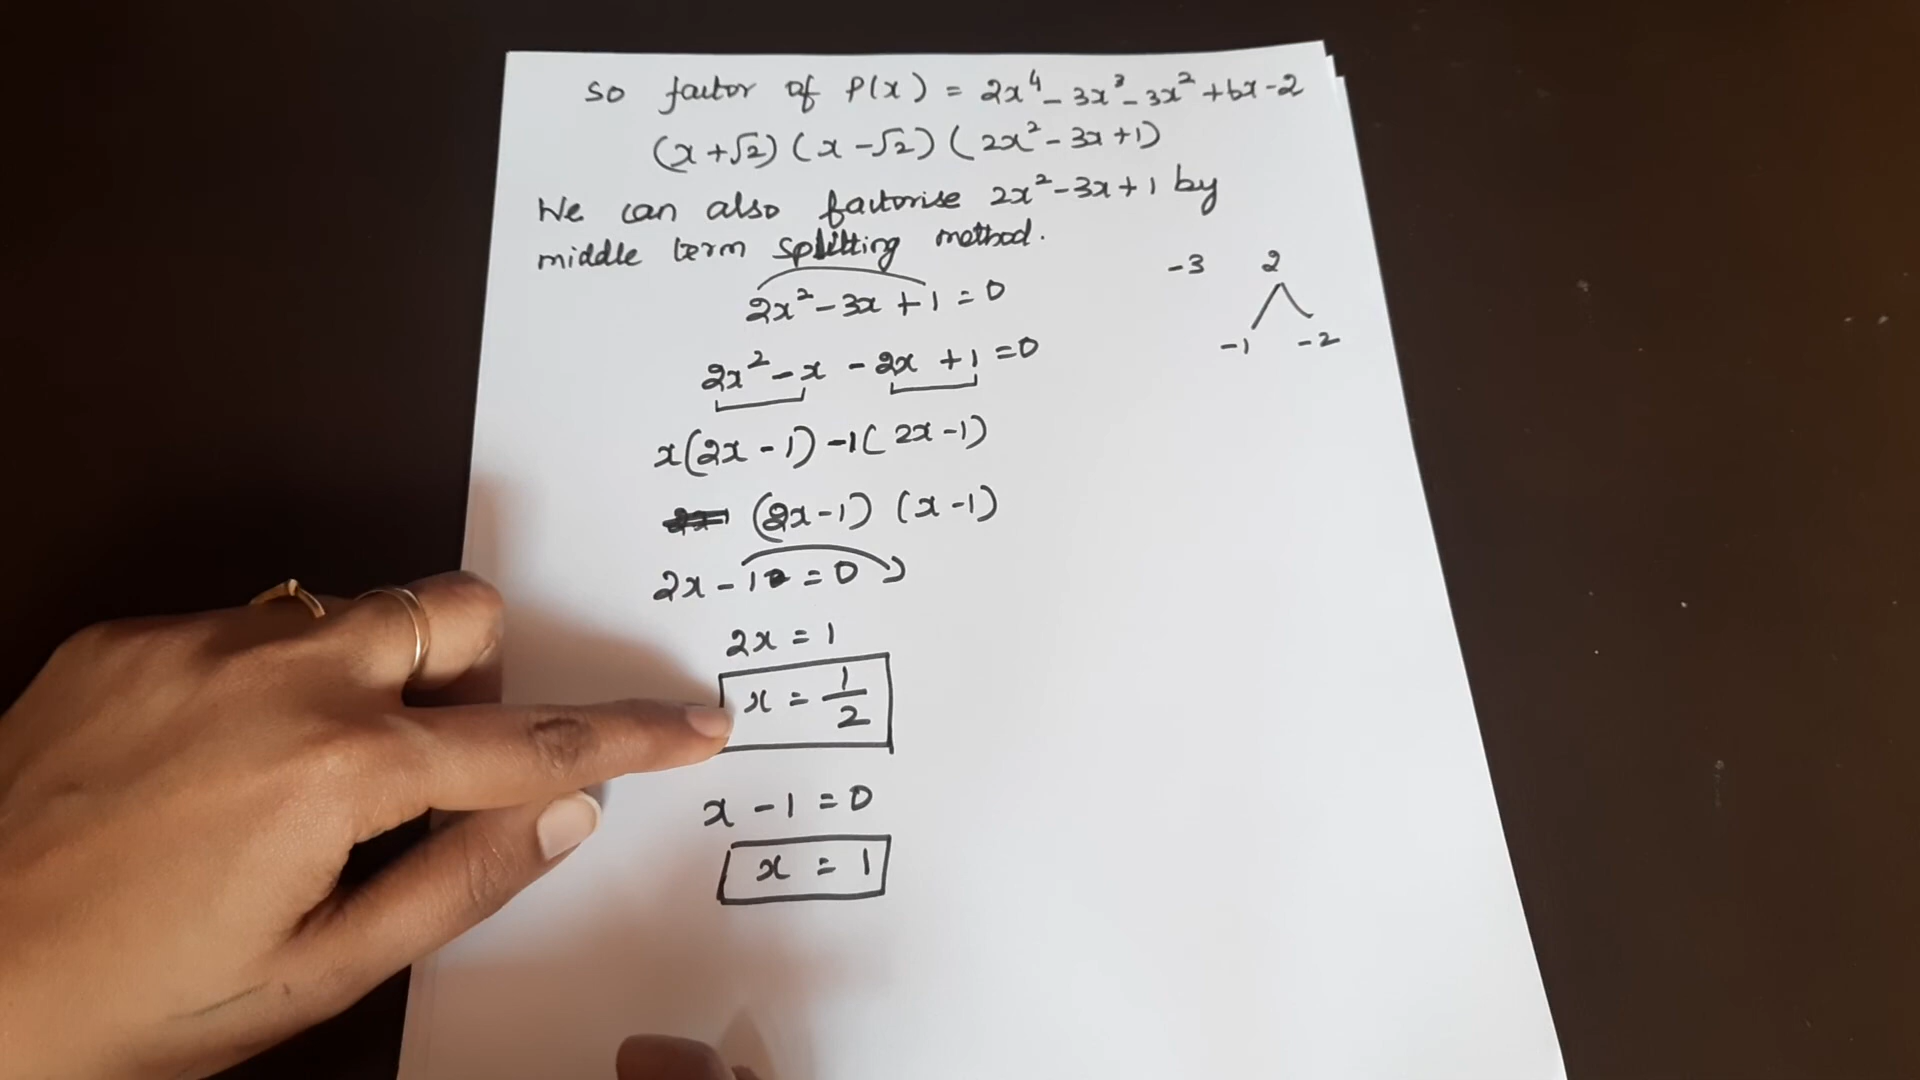 so factor of P(x) = 2x⁴ - 3x³ - 3x² + 6x - 2
(x + √2) (x - √2) (2x² - 3x + 1)
We can also factorise 2x² - 3x + 1 by
middle term splitting method.
-3 2
2x² - 3x + 1 = 0
-1 -2
2x² - x - 2x + 1 = 0
x(2x - 1) -1( 2x - 1)
(2x - 1) (x - 1)
2x - 1 = 0
2x = 1
x = 1/2
x - 1 = 0
x = 1